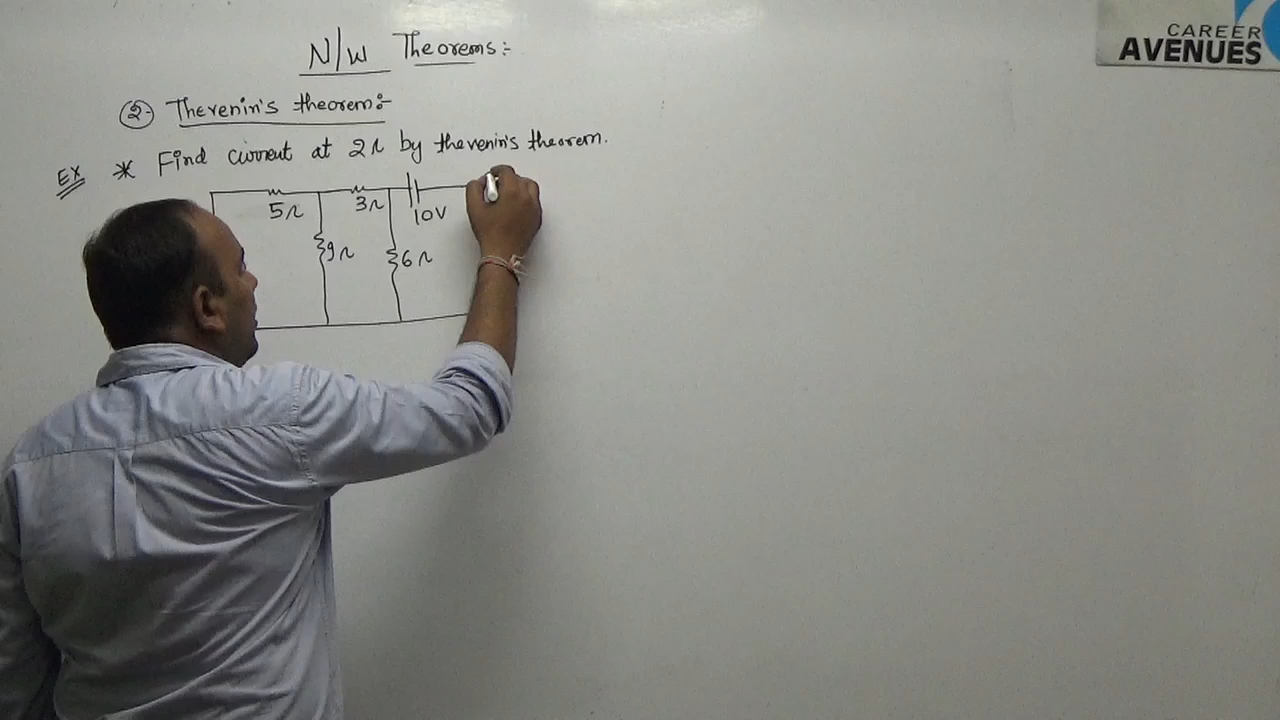 N/W Theorems:-
CAREER
AVENUES
2. Thevenin's theorem:-
EX * Find current at 2Ω by thevenin's theorem.
5Ω 3Ω 10V
9Ω 6Ω